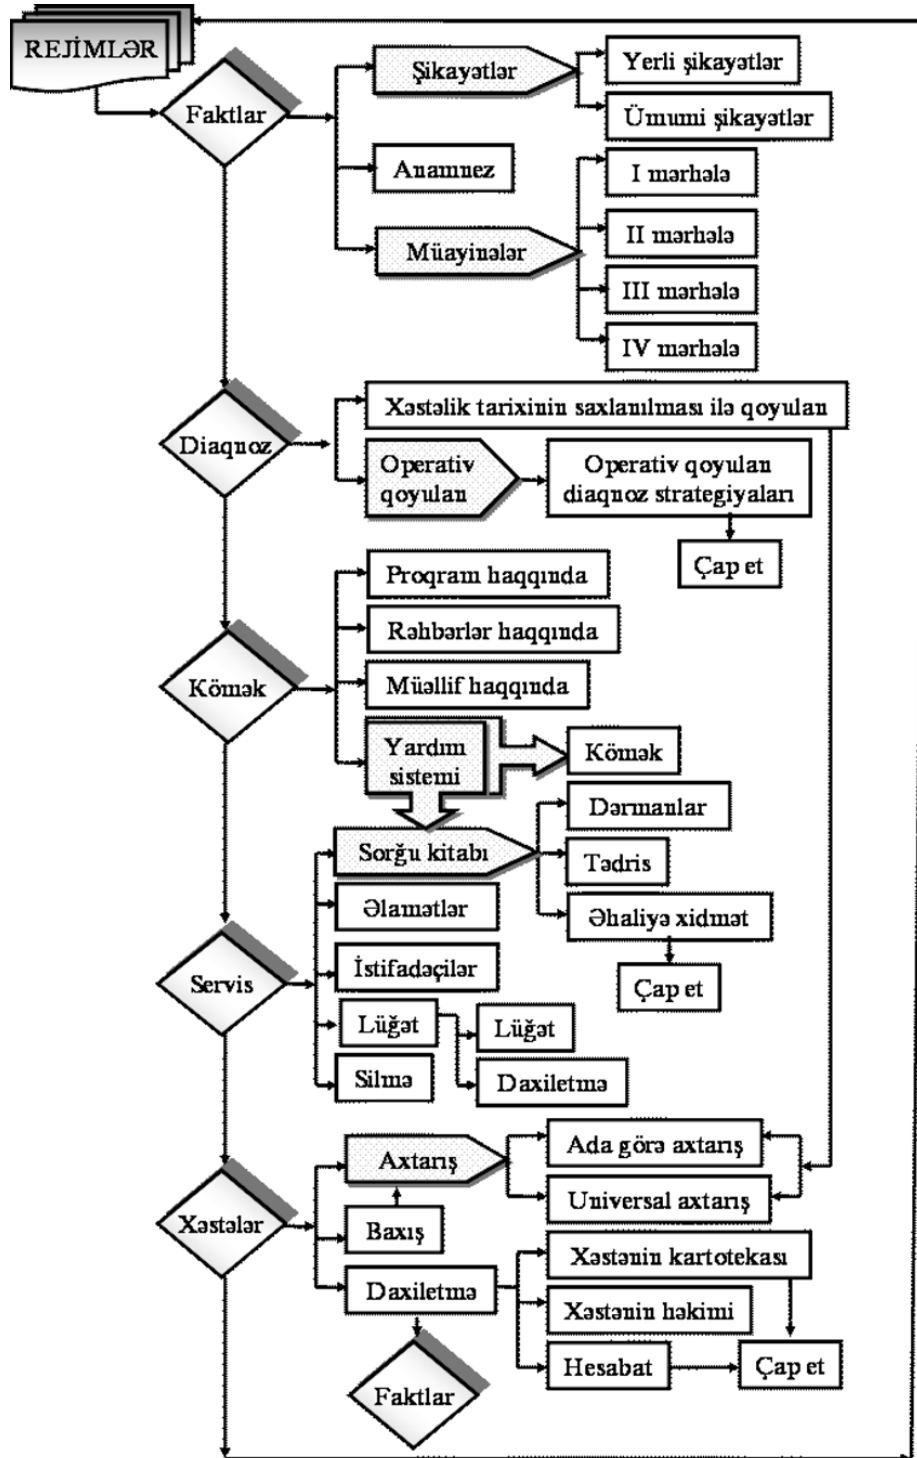 REJİMLƏR
Faktlar
Şikayətlər
Yerli şikayətlər
Ümumi şikayətlər
Anamnez
Müayinələr
I mərhələ
II mərhələ
III mərhələ
IV mərhələ
Diaqnoz
Xəstəlik tarixinin saxlanılması ilə qoyulan
Operativ
qoyulan
Operativ qoyulan
diaqnoz strategiyaları
Çap et
Kömək
Proqram haqqında
Rəhbərlər haqqında
Müəllif haqqında
Yardım
sistemi
Kömək
Servis
Sorğu kitabı
Dərmanlar
Tədris
Əhaliyə xidmət
Çap et
Əlamətlər
İstifadəçilər
Lüğət
Lüğət
Daxiletmə
Silmə
Xəstələr
Axtarış
Ada görə axtarış
Universal axtarış
Baxış
Daxiletmə
Xəstənin kartotekası
Xəstənin həkimi
Hesabat
Çap et
Faktlar